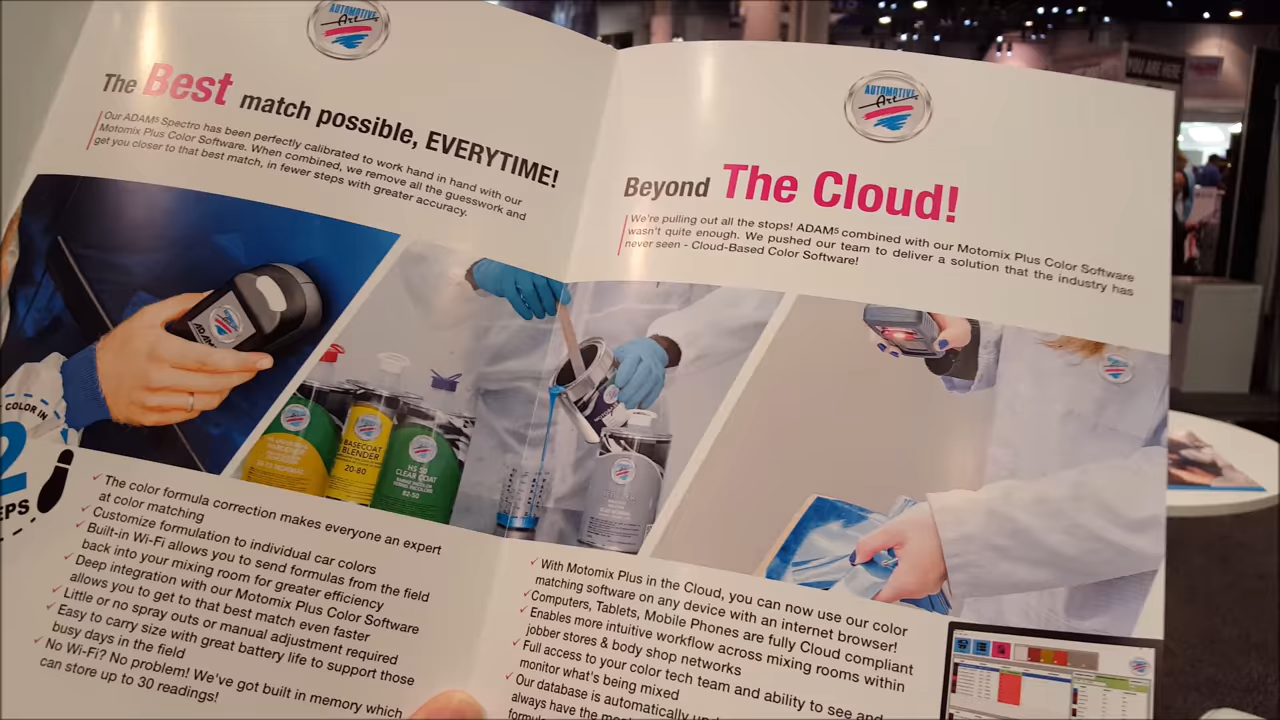 AUTOMOTIVE
Art
The Best match possible, EVERYTIME!
Our ADAM⁵ Spectro has been perfectly calibrated to work hand in hand with our
Motomix Plus Color Software. When combined, we remove all the guesswork and
get you closer to that best match, in fewer steps with greater accuracy.
ADAM
COLOR IN
2
EPS
BASECOAT
BLENDER
20-80
HS 50
CLEAR COAT
82-50
The color formula correction makes everyone an expert
at color matching
Customize formulation to individual car colors
Built-in Wi-Fi allows you to send formulas from the field
back into your mixing room for greater efficiency
Deep integration with our Motomix Plus Color Software
allows you to get to that best match even faster
Little or no spray outs or manual adjustment required
Easy to carry size with great battery life to support those
busy days in the field
No Wi-Fi? No problem! We've got built in memory which
can store up to 30 readings!
AUTOMOTIVE
Art
Beyond The Cloud!
We're pulling out all the stops! ADAM⁵ combined with our Motomix Plus Color Software
wasn't quite enough. We pushed our team to deliver a solution that the industry has
never seen - Cloud-Based Color Software!
With Motomix Plus in the Cloud, you can now use our color
matching software on any device with an internet browser!
Computers, Tablets, Mobile Phones are fully Cloud compliant
Enables more intuitive workflow across mixing rooms within
jobber stores & body shop networks
Full access to your color tech team and ability to see and
monitor what's being mixed
Our database is automatically
always have the
YOU ARE HERE